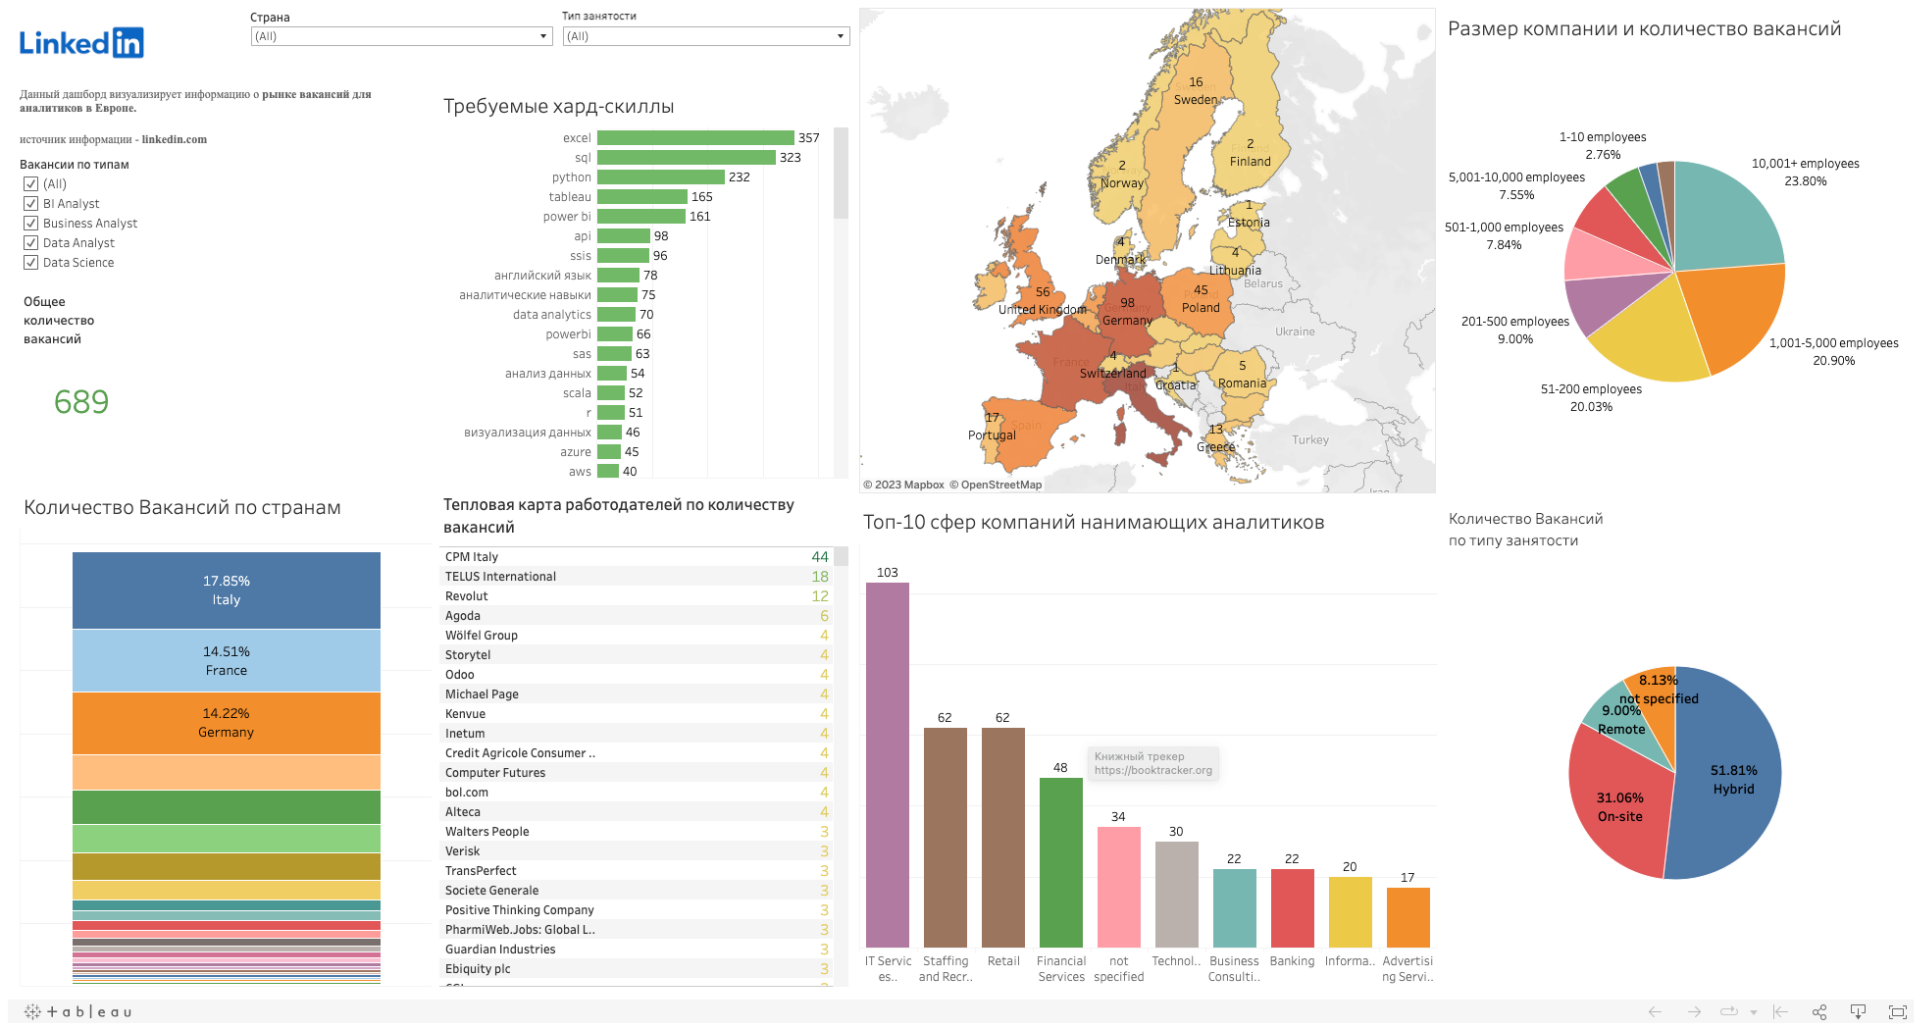 Linked in
Данный дашборд визуализирует информацию о рынке вакансий для
аналитиков в Европе.
источник информации - linkedin.com
Вакансии по типам
(All)
BI Analyst
Business Analyst
Data Analyst
Data Science
Общее
количество
вакансий
689
Страна
(All)
Тип занятости
(All)
Требуемые хард-скиллы
excel 357
sql 323
python 232
tableau 165
power bi 161
api 98
ssis 96
английский язык 78
аналитические навыки 75
data analytics 70
powerbi 66
sas 63
анализ данных 54
scala 52
r 51
визуализация данных 46
azure 45
aws 40
16
Sweden
2
Finland
2
Norway
1
Estonia
4
Denmark
4
Lithuania
Belarus
56
United Kingdom
98
Germany
45
Poland
Ukraine
France
4
Switzerland
Italy
1
Croatia
5
Romania
17
Portugal
Spain
13
Greece
Turkey
Iran
© 2023 Mapbox © OpenStreetMap
Размер компании и количество вакансий
1-10 employees
2.76%
10,001+ employees
23.80%
5,001-10,000 employees
7.55%
501-1,000 employees
7.84%
201-500 employees
9.00%
1,001-5,000 employees
20.90%
51-200 employees
20.03%
Количество Вакансий по странам
17.85%
Italy
14.51%
France
14.22%
Germany
Тепловая карта работодателей по количеству
вакансий
CPM Italy 44
TELUS International 18
Revolut 12
Agoda 6
Wölfel Group 4
Storytel 4
Odoo 4
Michael Page 4
Kenvue 4
Inetum 4
Credit Agricole Consumer .. 4
Computer Futures 4
bol.com 4
Alteca 4
Walters People 3
Verisk 3
TransPerfect 3
Societe Generale 3
Positive Thinking Company 3
PharmiWeb.Jobs: Global L.. 3
Guardian Industries 3
Ebiquity plc 3
Топ-10 сфер компаний нанимающих аналитиков
103
62
62
48
34
30
22
22
20
17
Книжный трекер
https://booktracker.org
IT Servic
es..
Staffing
and Recr..
Retail
Financial
Services
not
specified
Technol..
Business
Consulti..
Banking
Informa..
Advertisi
ng Servi..
Количество Вакансий
по типу занятости
8.13%
not specified
9.00%
Remote
51.81%
Hybrid
31.06%
On-site
+ a b l e a u